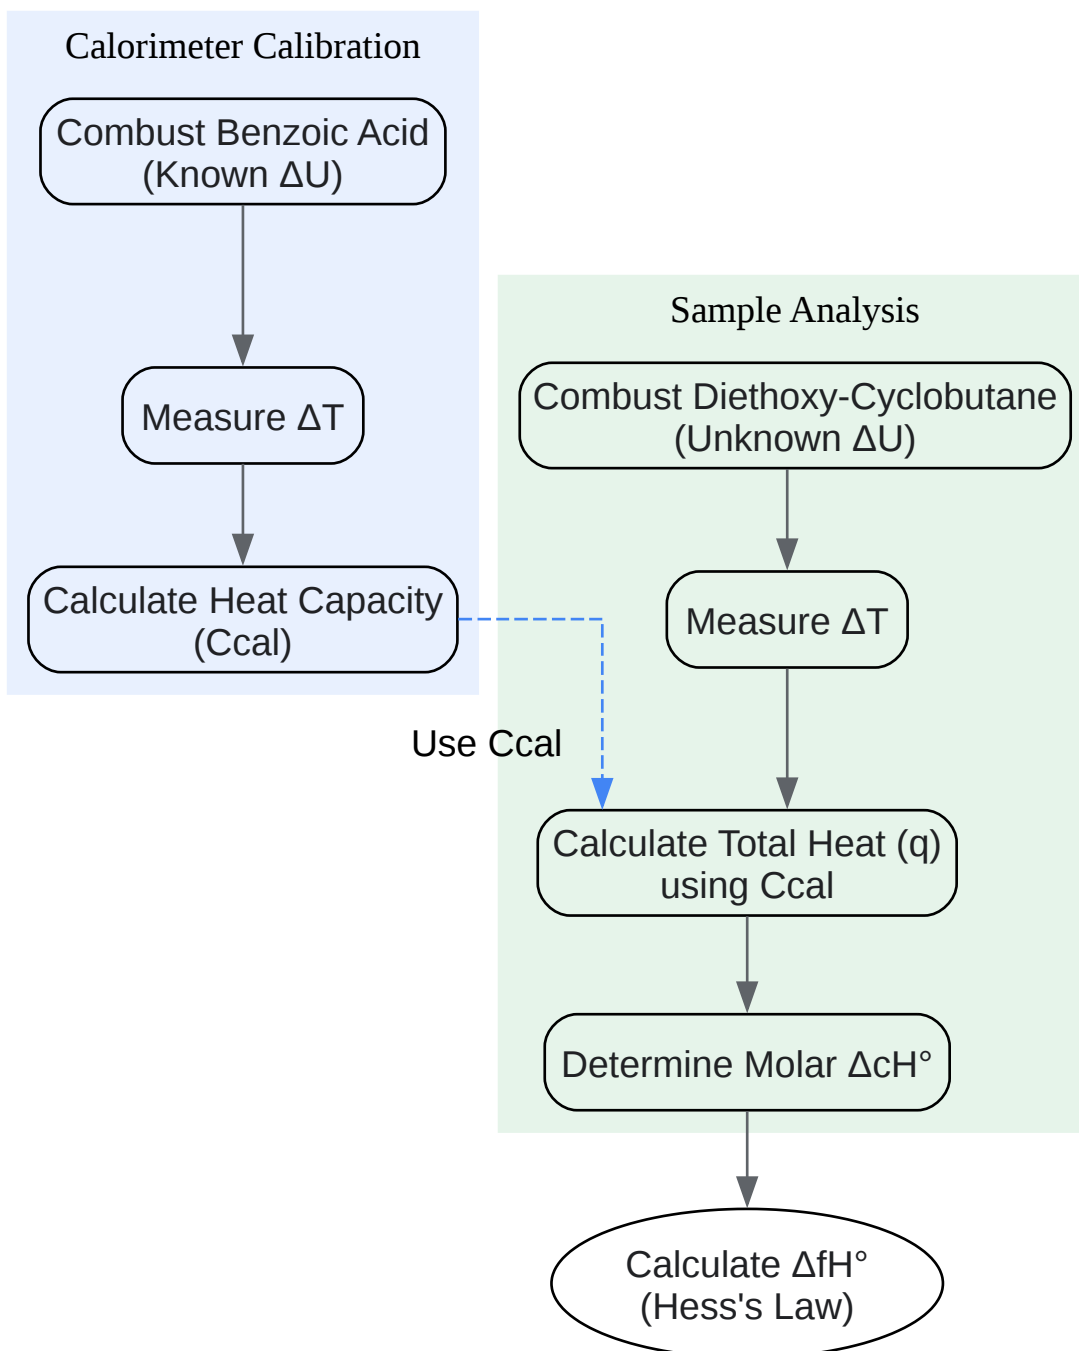 Calorimeter Calibration
Combust Benzoic Acid
(Known ΔU)
Measure ΔT
Calculate Heat Capacity
(Ccal)
Use Ccal
Sample Analysis
Combust Diethoxy-Cyclobutane
(Unknown ΔU)
Measure ΔT
Calculate Total Heat (q)
using Ccal
Determine Molar ΔcH°
Calculate ΔfH°
(Hess's Law)